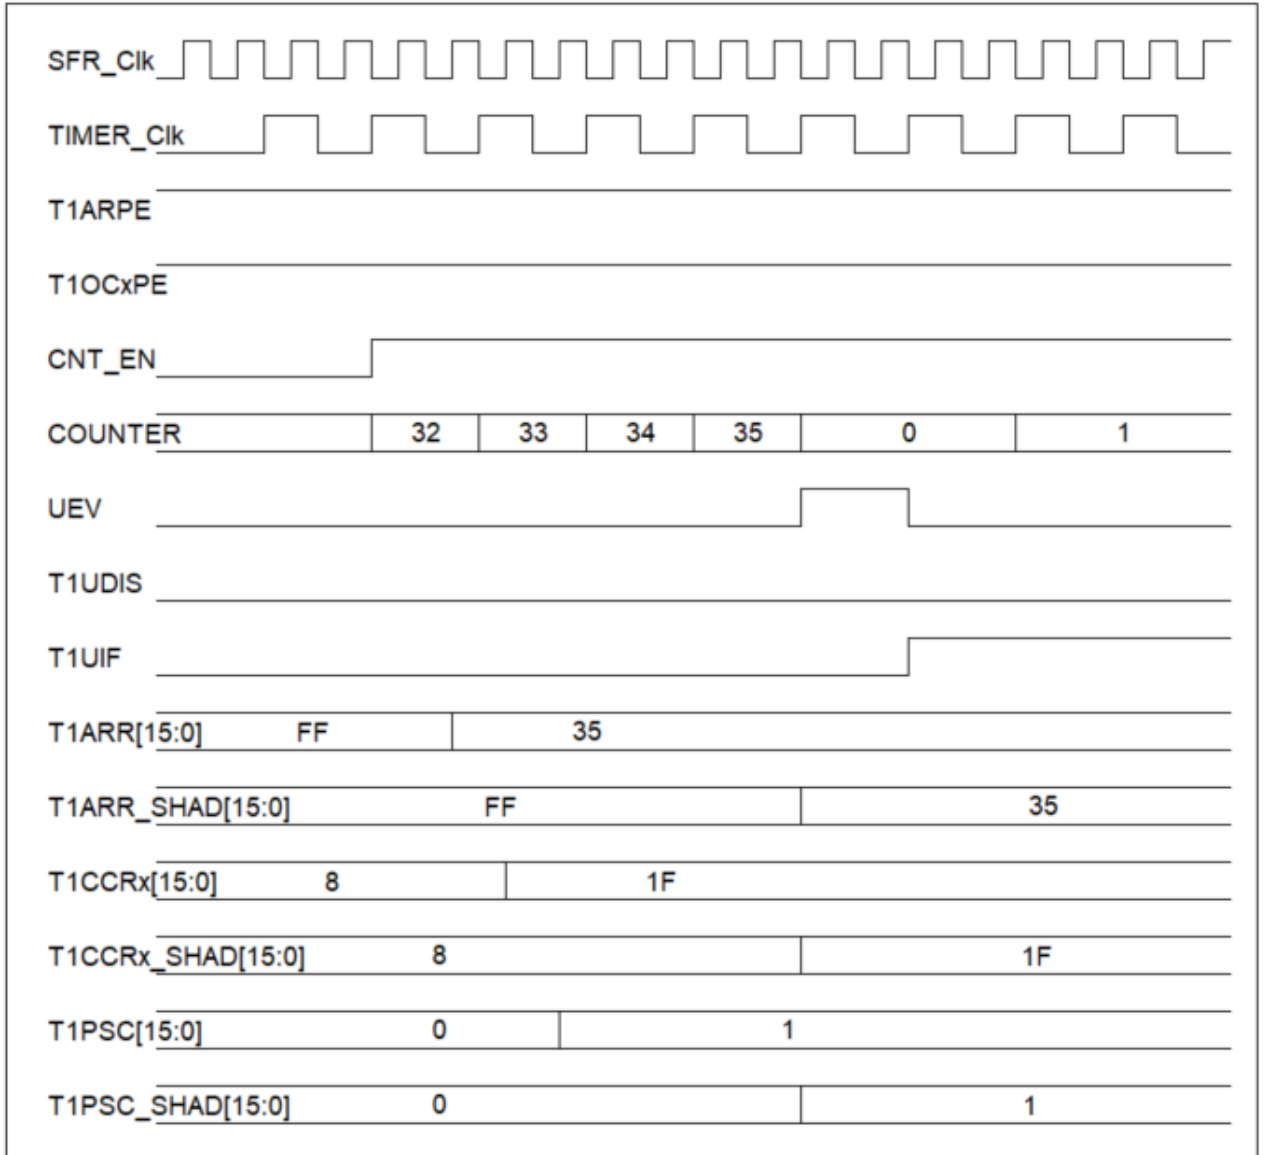 SFR_Clk
TIMER_Clk
T1ARPE
T1OCxPE
CNT_EN
COUNTER 32 33 34 35 0 1
UEV
T1UDIS
T1UIF
T1ARR[15:0] FF 35
T1ARR_SHAD[15:0] FF 35
T1CCRx[15:0] 8 1F
T1CCRx_SHAD[15:0] 8 1F
T1PSC[15:0] 0 1
T1PSC_SHAD[15:0] 0 1